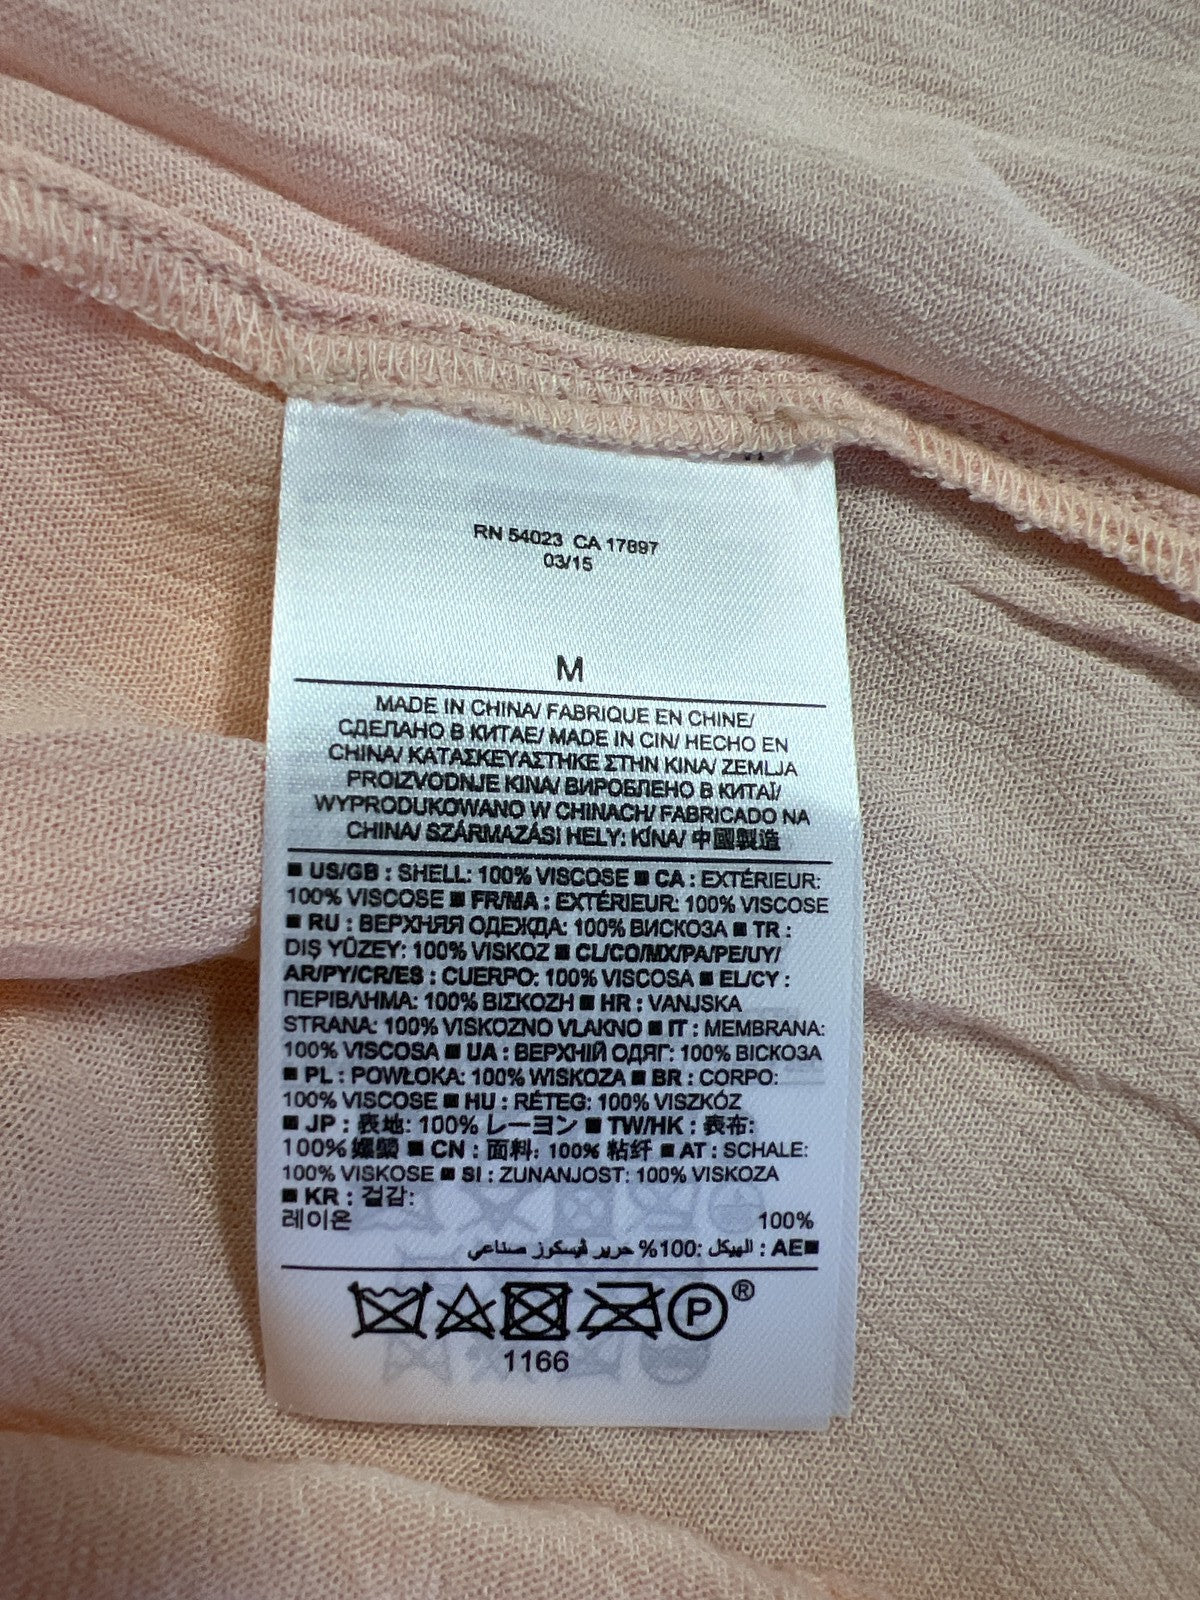 RN 54023 CA 17897
03/15
M
MADE IN CHINA/ FABRIQUE EN CHINE/
СДЕЛАНО В КИТАЕ/ MADE IN CIN/ HECHO EN
CHINA/ ΚΑΤΑΣΚΕΥΑΣΤΗΚΕ ΣΤΗΝ ΚΙΝΑ/ ZEMLJA
PROIZVODNJE KINA/ ВИРОБЛЕНО В КИТАЇ/
WYPRODUKOWANO W CHINACH/ FABRICADO NA
CHINA/ SZÁRMAZÁSI HELY: KÍNA/ 中國製造
■ US/GB : SHELL: 100% VISCOSE ■ CA : EXTÉRIEUR:
100% VISCOSE ■ FR/MA : EXTÉRIEUR: 100% VISCOSE
■ RU : ВЕРХНЯЯ ОДЕЖДА: 100% ВИСКОЗА ■ TR :
DIŞ YÜZEY: 100% VISKOZ ■ CL/CO/MX/PA/PE/UY/
AR/PY/CR/ES : CUERPO: 100% VISCOSA ■ EL/CY :
ΠΕΡΙΒΛΗΜΑ: 100% ΒΙΣΚΟΖΗ ■ HR : VANJSKA
STRANA: 100% VISKOZNO VLAKNO ■ IT : MEMBRANA:
100% VISCOSA ■ UA : ВЕРХНІЙ ОДЯГ: 100% ВІСКОЗА
■ PL : POWŁOKA: 100% WISKOZA ■ BR : CORPO:
100% VISCOSE ■ HU : RÉTEG: 100% VISZKÓZ
■ JP : 表地: 100% レーヨン ■ TW/HK : 表布:
100% 嫘縈 ■ CN : 面料: 100% 粘纤 ■ AT : SCHALE:
100% VISKOSE ■ SI : ZUNANJOST: 100% VISKOZA
■ KR : 겉감:
레이온 100%
■AE : الهيكل :100% حرير ڤيسكوز صناعي
P ®
1166